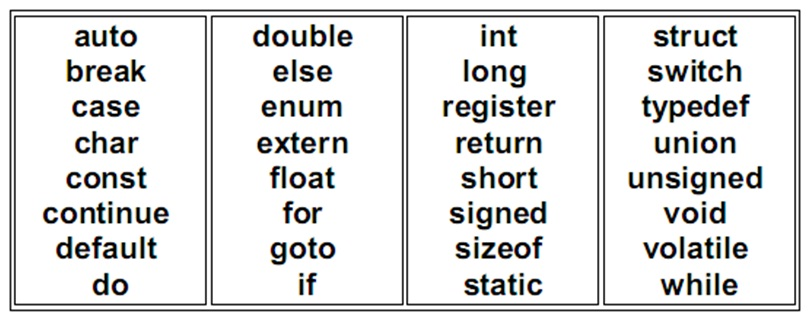 auto double int struct
break else long switch
case enum register typedef
char extern return union
const float short unsigned
continue for signed void
default goto sizeof volatile
do if static while